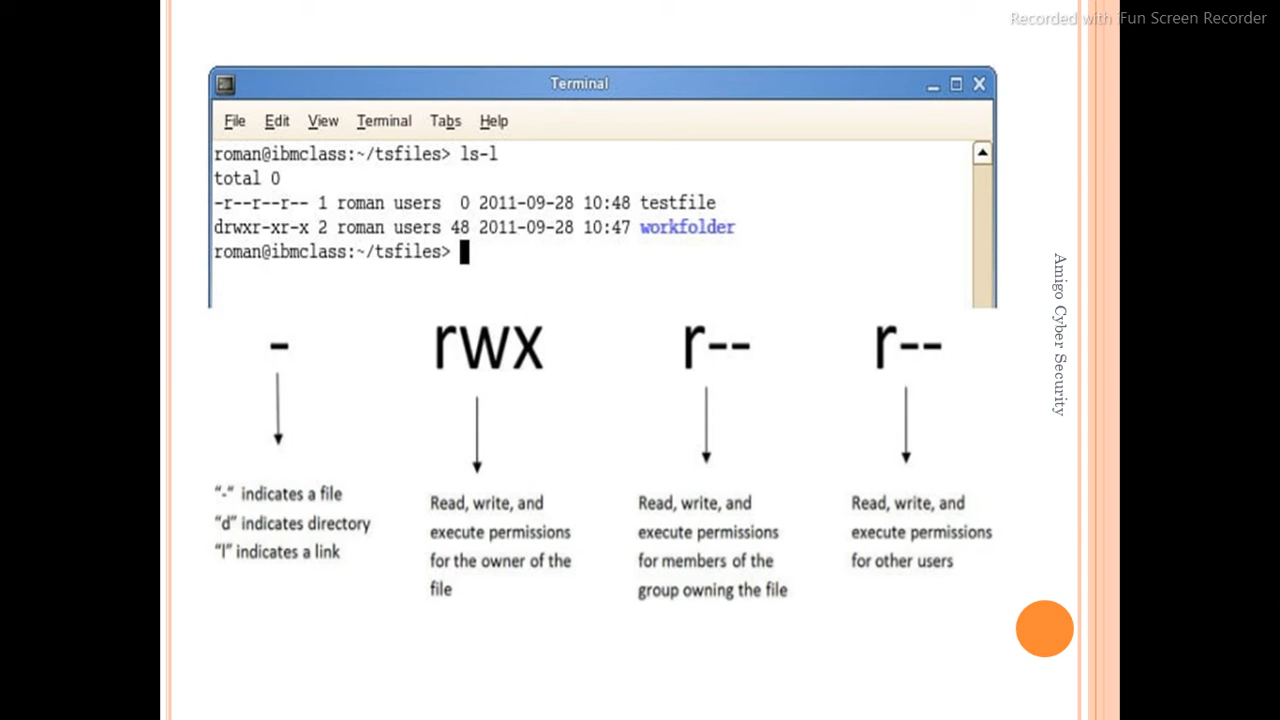 Recorded with iFun Screen Recorder
Terminal
File Edit View Terminal Tabs Help
roman@ibmclass:~/tsfiles> ls-l
total 0
-r--r--r-- 1 roman users 0 2011-09-28 10:48 testfile
drwxr-xr-x 2 roman users 48 2011-09-28 10:47 workfolder
roman@ibmclass:~/tsfiles>
- rwx r-- r--
"-" indicates a file
"d" indicates directory
"l" indicates a link
Read, write, and
execute permissions
for the owner of the
file
Read, write, and
execute permissions
for members of the
group owning the file
Read, write, and
execute permissions
for other users
Amigo Cyber Security